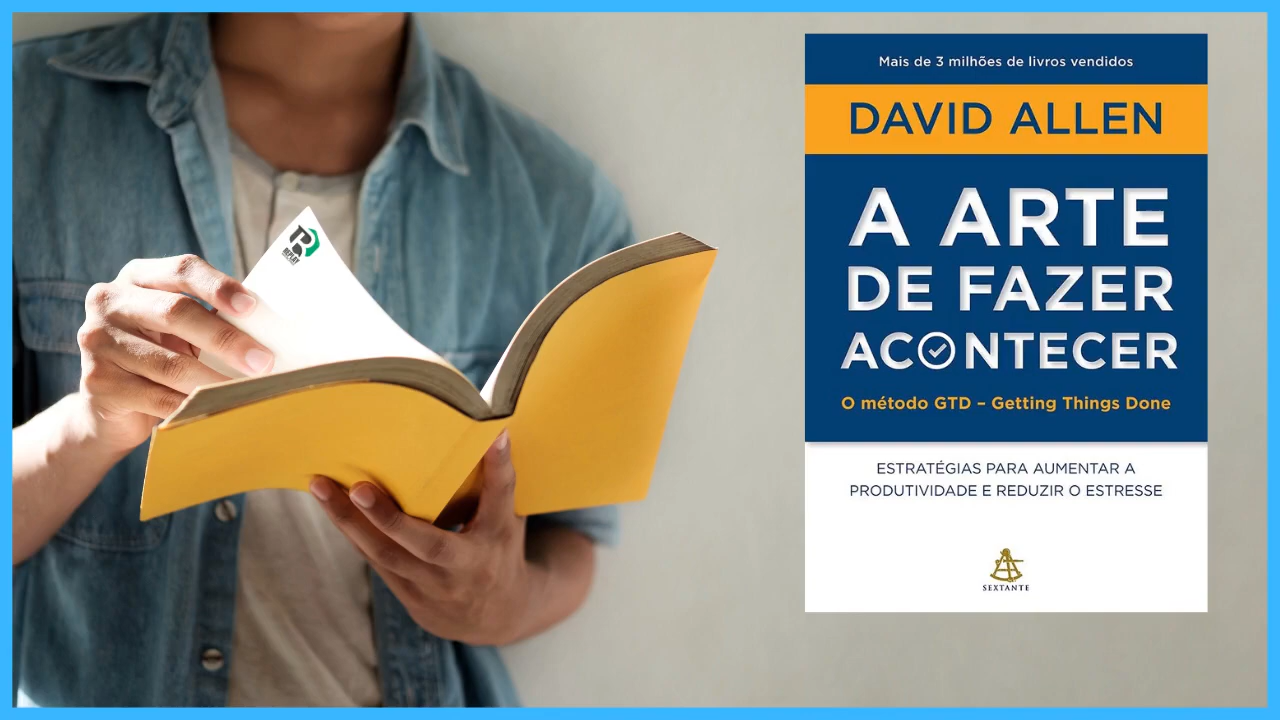 REPLAY
Mais de 3 milhões de livros vendidos
DAVID ALLEN
A ARTE
DE FAZER
ACONTECER
O método GTD – Getting Things Done
ESTRATÉGIAS PARA AUMENTAR A
PRODUTIVIDADE E REDUZIR O ESTRESSE
SEXTANTE